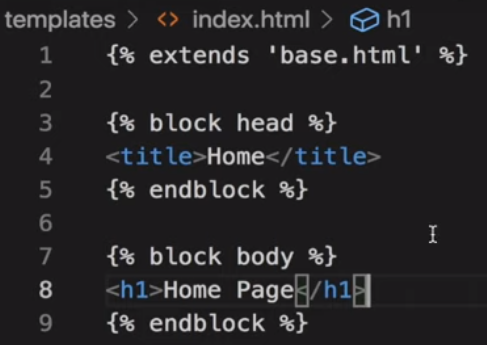 templates > <> index.html > h1
1 {% extends 'base.html' %}
2
3 {% block head %}
4 <title>Home</title>
5 {% endblock %}
6
7 {% block body %}
8 <h1>Home Page</h1>
9 {% endblock %}